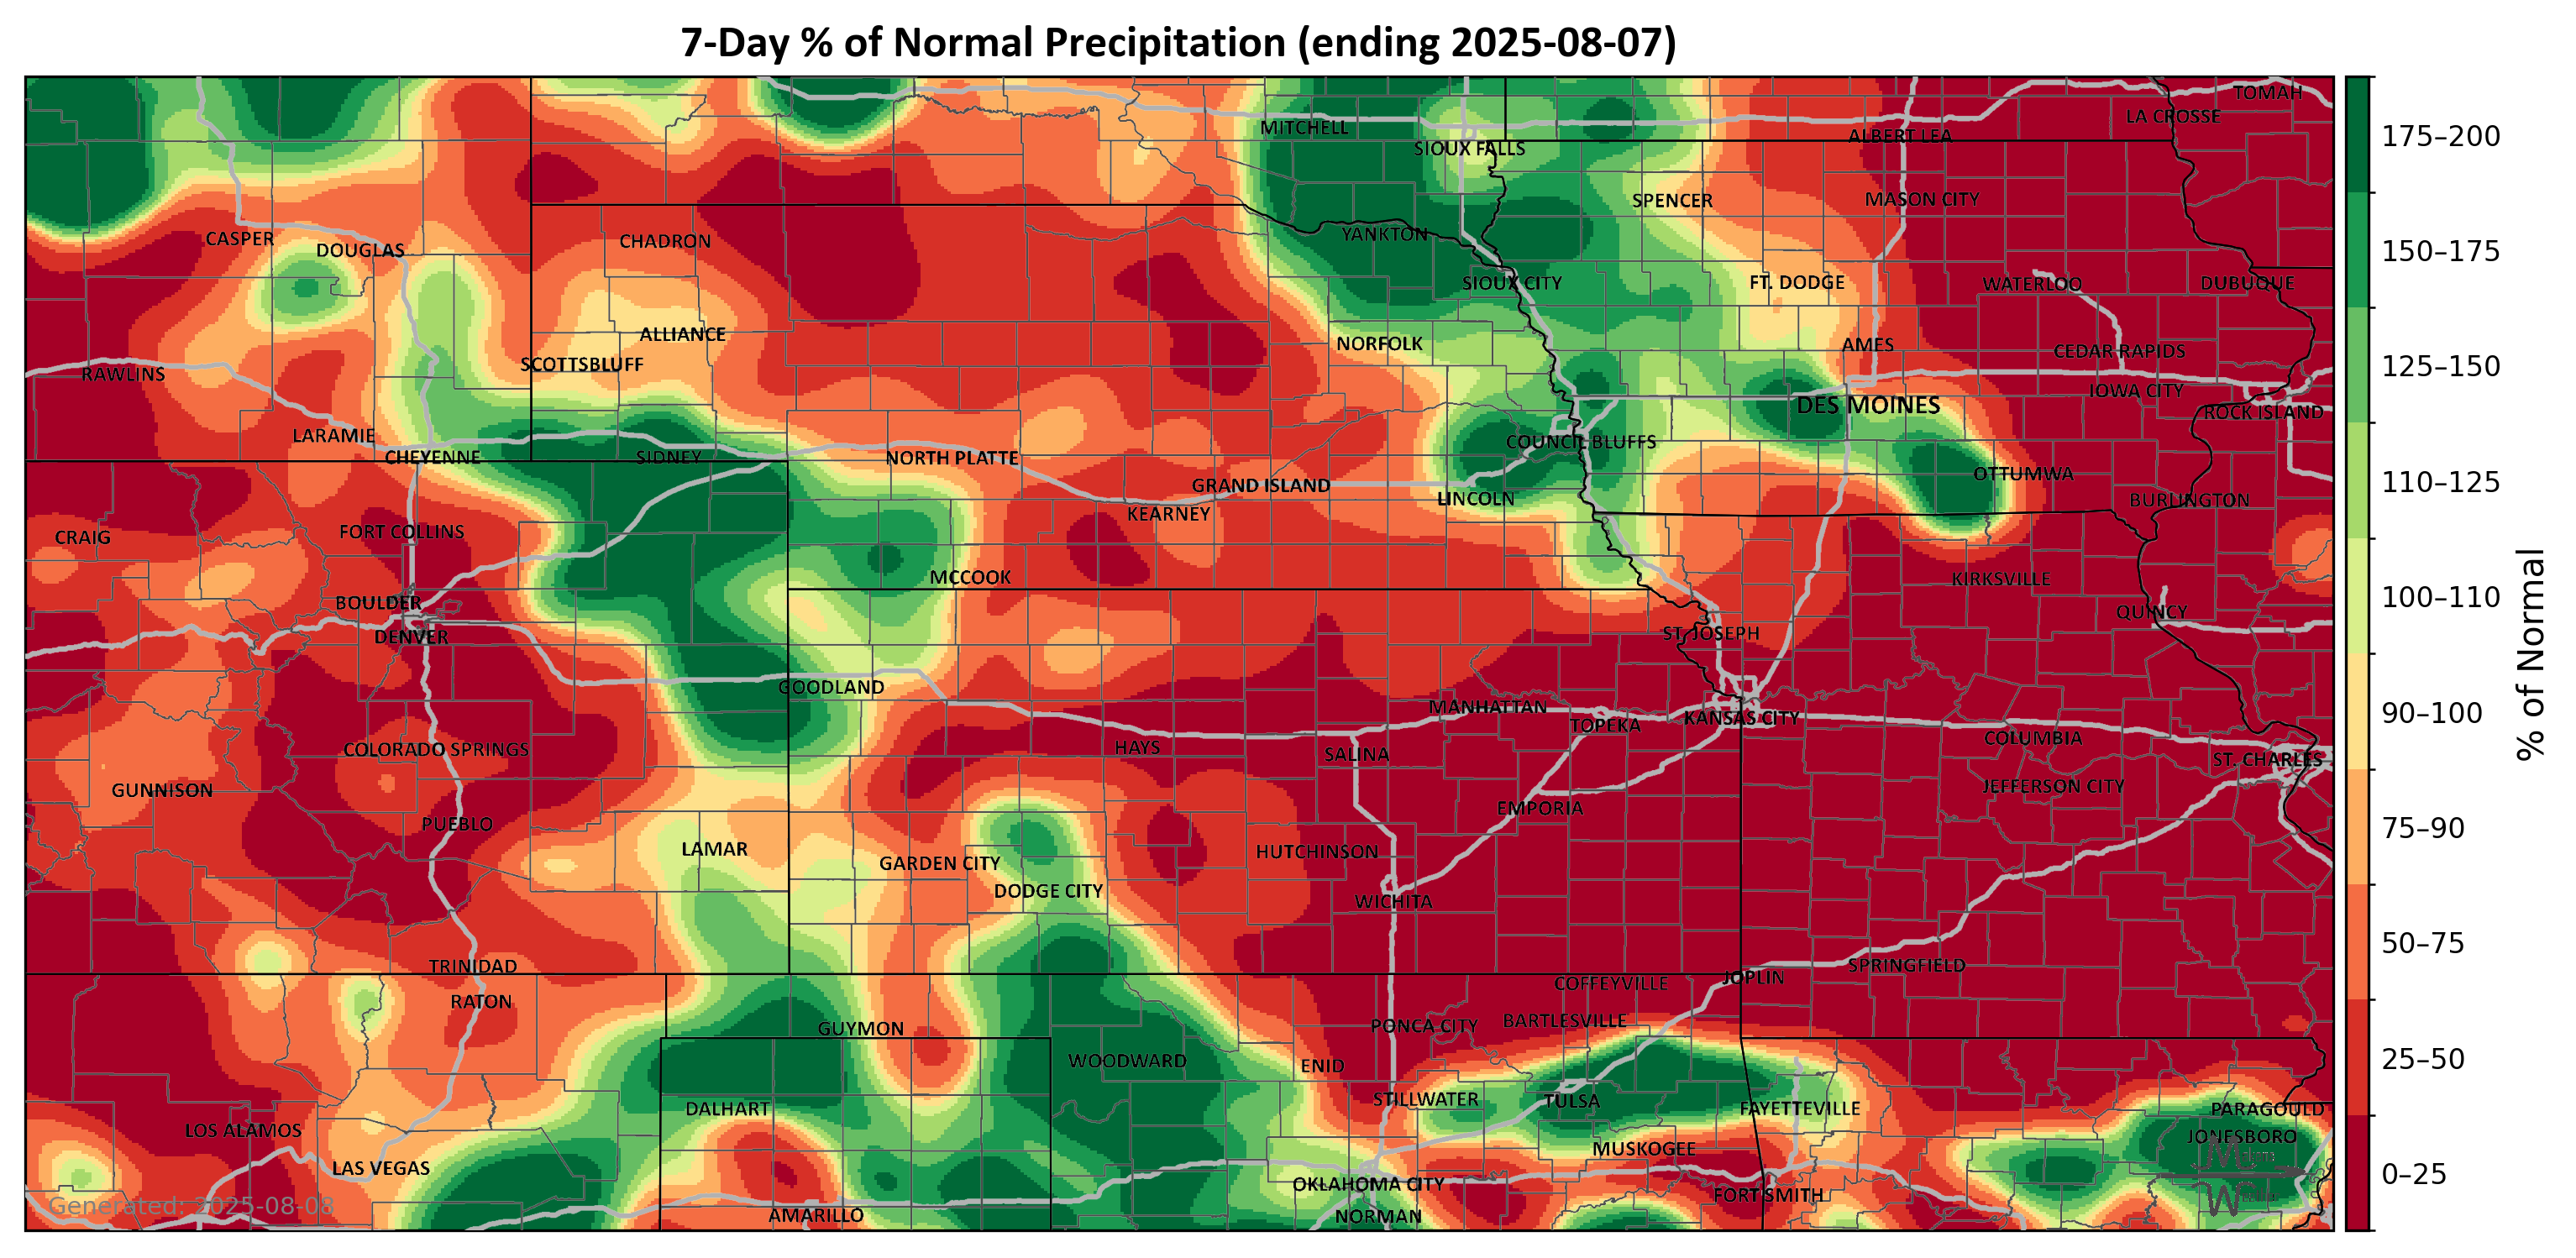 7-Day % of Normal Precipitation (ending 2025-08-07)
TOMAH
LA CROSSE
MITCHELL
ALBERT LEA
SIOUX FALLS
SPENCER
MASON CITY
YANKTON
CASPER
CHADRON
DOUGLAS
SIOUX CITY
FT. DODGE
WATERLOO
DUBUQUE
ALLIANCE
NORFOLK
AMES
CEDAR RAPIDS
SCOTTSBLUFF
RAWLINS
IOWA CITY
DES MOINES
ROCK ISLAND
LARAMIE
COUNCIL BLUFFS
CHEYENNE
SIDNEY
NORTH PLATTE
OTTUMWA
GRAND ISLAND
LINCOLN
BURLINGTON
KEARNEY
FORT COLLINS
CRAIG
MCCOOK
KIRKSVILLE
BOULDER
QUINCY
DENVER
ST. JOSEPH
GOODLAND
MANHATTAN
KANSAS CITY
TOPEKA
COLUMBIA
COLORADO SPRINGS
HAYS
SALINA
ST. CHARLES
GUNNISON
JEFFERSON CITY
EMPORIA
PUEBLO
LAMAR
HUTCHINSON
GARDEN CITY
DODGE CITY
WICHITA
TRINIDAD
SPRINGFIELD
JOPLIN
COFFEYVILLE
RATON
BARTLESVILLE
GUYMON
PONCA CITY
WOODWARD
ENID
STILLWATER
TULSA
DALHART
FAYETTEVILLE
PARAGOULD
LOS ALAMOS
JONESBORO
MUSKOGEE
LAS VEGAS
OKLAHOMA CITY
FORT SMITH
AMARILLO
NORMAN
Generated: 2025-08-08
175–200
150–175
125–150
110–125
100–110
90–100
75–90
50–75
25–50
0–25
% of Normal